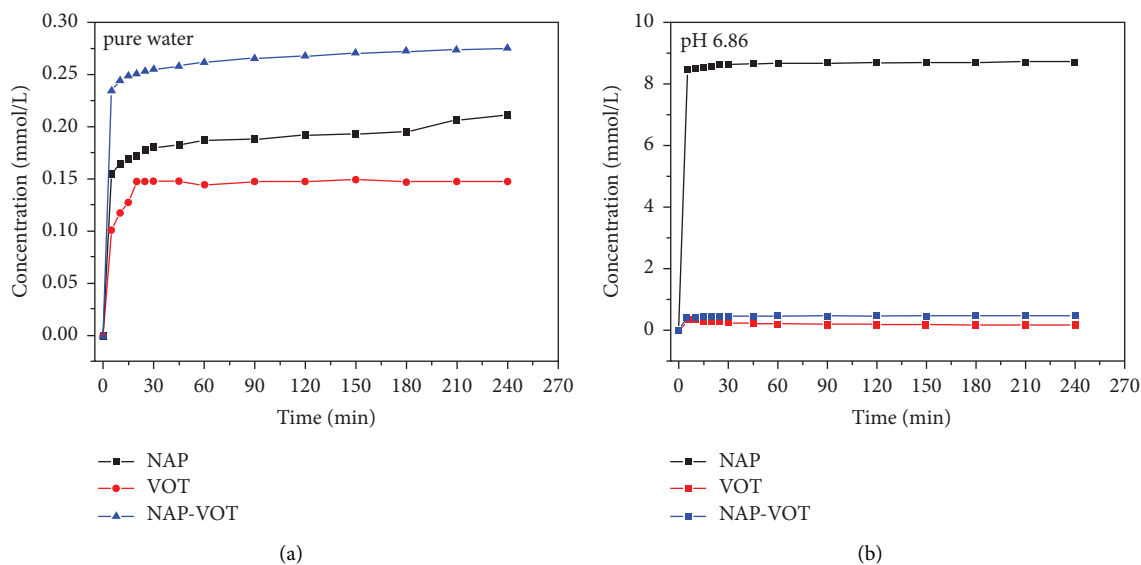 pure water
0.30
0.25
0.20
0.15
0.10
0.05
0.00
Concentration (mmol/L)
0 30 60 90 120 150 180 210 240 270
Time (min)
NAP
VOT
NAP-VOT
(a)
pH 6.86
10
8
6
4
2
0
Concentration (mmol/L)
0 30 60 90 120 150 180 210 240 270
Time (min)
NAP
VOT
NAP-VOT
(b)